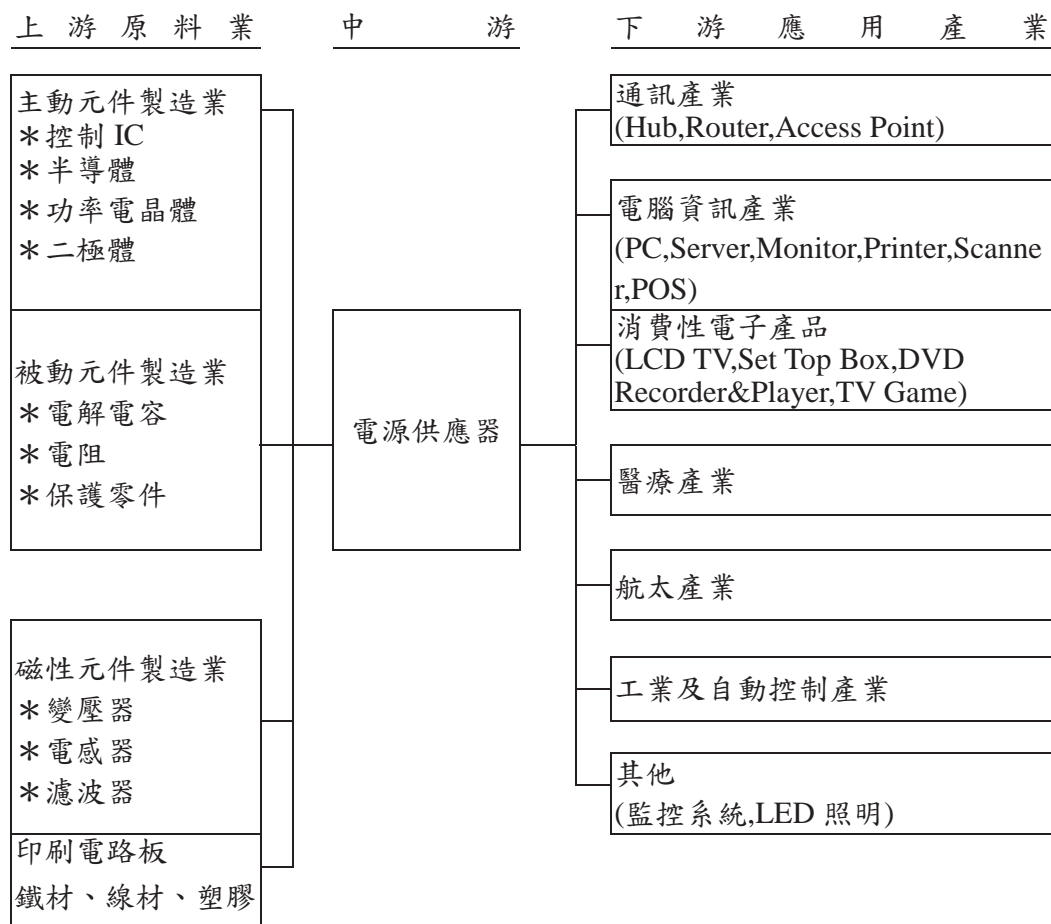 上游原料業
中游
下游應用產業
主動元件製造業
＊控制 IC
＊半導體
＊功率電晶體
＊二極體
被動元件製造業
＊電解電容
＊電阻
＊保護零件
磁性元件製造業
＊變壓器
＊電感器
＊濾波器
印刷電路板
鐵材、線材、塑膠
電源供應器
通訊產業
(Hub,Router,Access Point)
電腦資訊產業
(PC,Server,Monitor,Printer,Scanne
r,POS)
消費性電子產品
(LCD TV,Set Top Box,DVD
Recorder&Player,TV Game)
醫療產業
航太產業
工業及自動控制產業
其他
(監控系統,LED 照明)